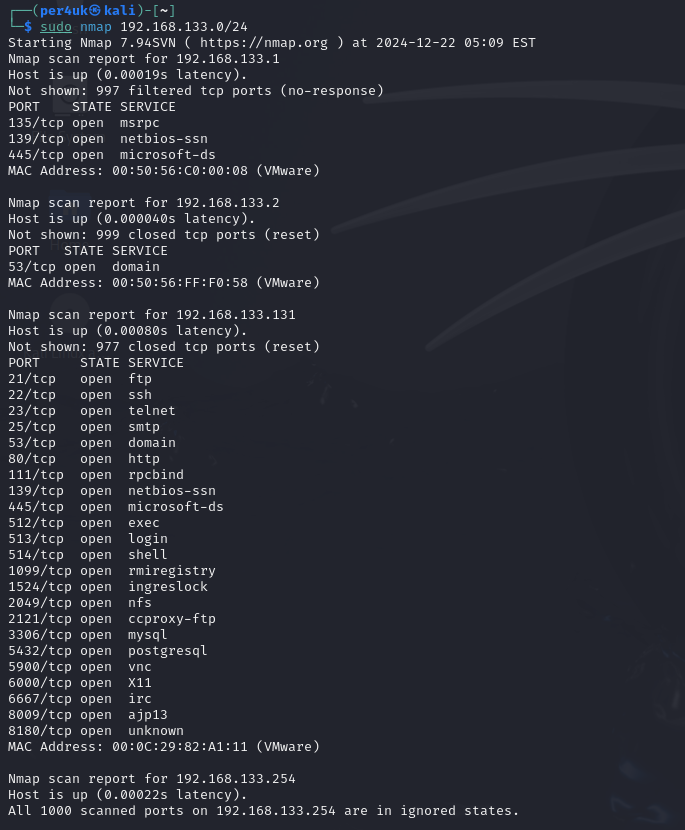 ┌──(per4uk㉿kali)-[~]
└─$ sudo nmap 192.168.133.0/24
Starting Nmap 7.94SVN ( https://nmap.org ) at 2024-12-22 05:09 EST
Nmap scan report for 192.168.133.1
Host is up (0.00019s latency).
Not shown: 997 filtered tcp ports (no-response)
PORT    STATE SERVICE
135/tcp open  msrpc
139/tcp open  netbios-ssn
445/tcp open  microsoft-ds
MAC Address: 00:50:56:C0:00:08 (VMware)

Nmap scan report for 192.168.133.2
Host is up (0.000040s latency).
Not shown: 999 closed tcp ports (reset)
PORT   STATE SERVICE
53/tcp open  domain
MAC Address: 00:50:56:FF:F0:58 (VMware)

Nmap scan report for 192.168.133.131
Host is up (0.00080s latency).
Not shown: 977 closed tcp ports (reset)
PORT     STATE SERVICE
21/tcp   open  ftp
22/tcp   open  ssh
23/tcp   open  telnet
25/tcp   open  smtp
53/tcp   open  domain
80/tcp   open  http
111/tcp  open  rpcbind
139/tcp  open  netbios-ssn
445/tcp  open  microsoft-ds
512/tcp  open  exec
513/tcp  open  login
514/tcp  open  shell
1099/tcp open  rmiregistry
1524/tcp open  ingreslock
2049/tcp open  nfs
2121/tcp open  ccproxy-ftp
3306/tcp open  mysql
5432/tcp open  postgresql
5900/tcp open  vnc
6000/tcp open  X11
6667/tcp open  irc
8009/tcp open  ajp13
8180/tcp open  unknown
MAC Address: 00:0C:29:82:A1:11 (VMware)

Nmap scan report for 192.168.133.254
Host is up (0.00022s latency).
All 1000 scanned ports on 192.168.133.254 are in ignored states.